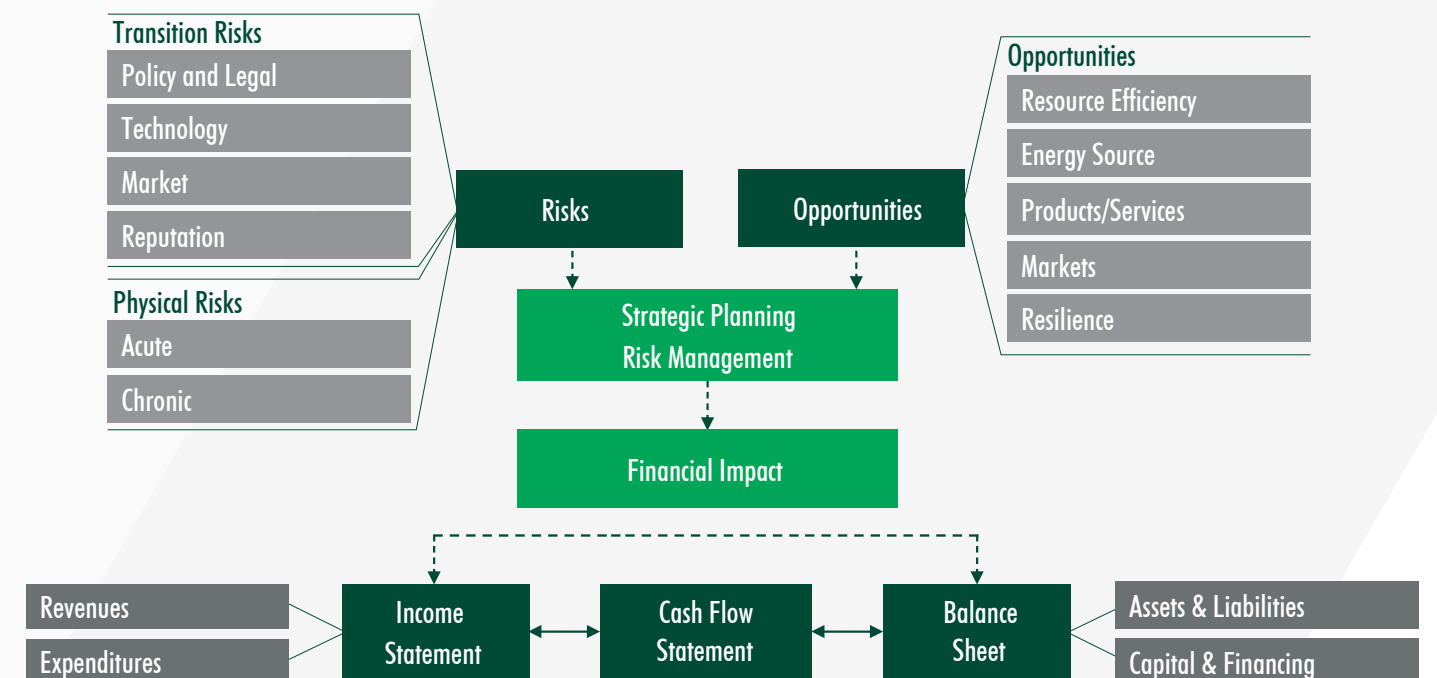 Transition Risks
Policy and Legal
Technology
Market
Reputation
Physical Risks
Acute
Chronic
Risks
Opportunities
Opportunities
Resource Efficiency
Energy Source
Products/Services
Markets
Resilience
Strategic Planning
Risk Management
Financial Impact
Revenues
Expenditures
Income
Statement
Cash Flow
Statement
Balance
Sheet
Assets & Liabilities
Capital & Financing